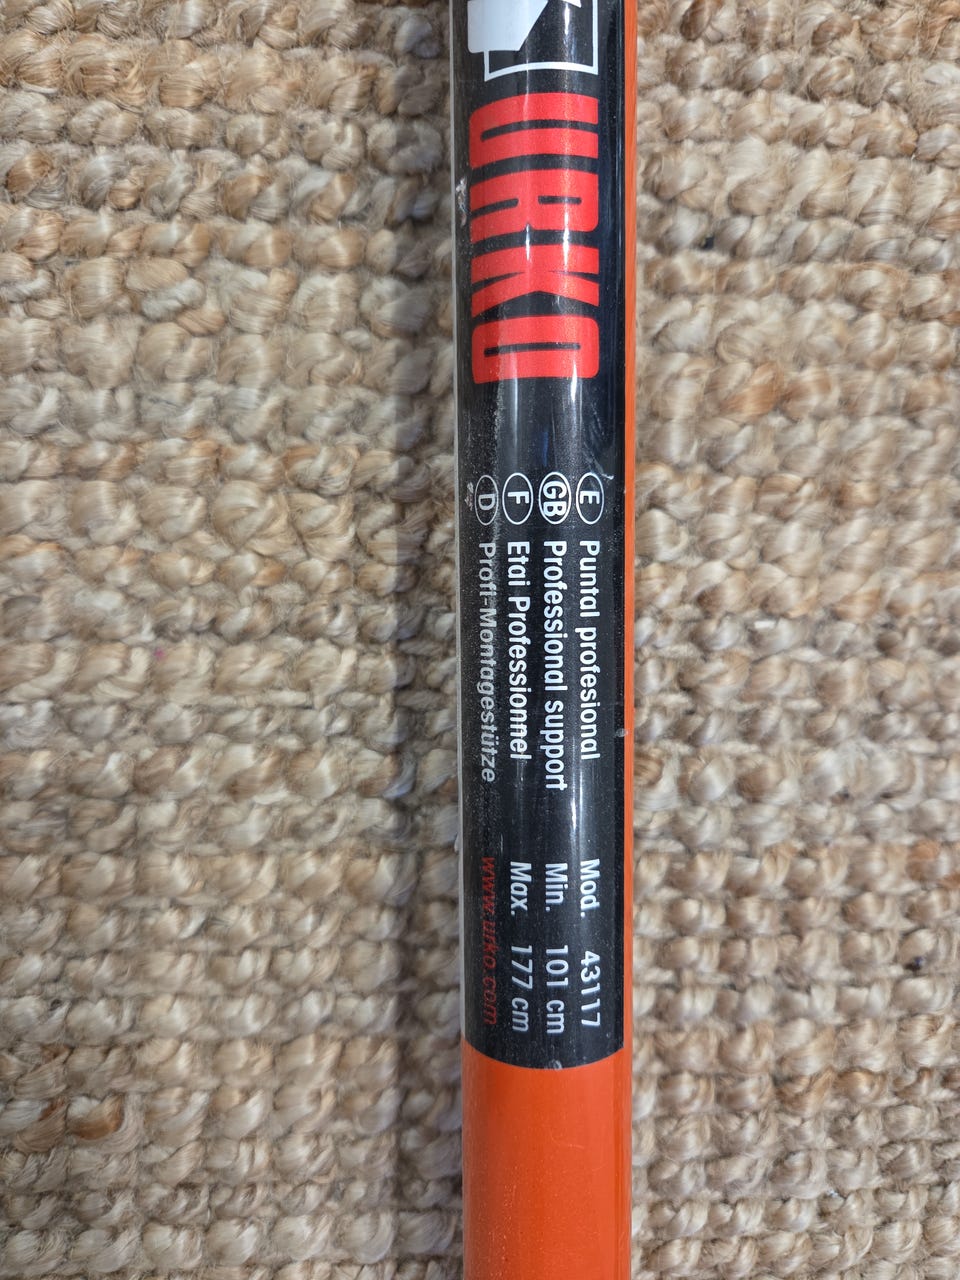 URKO
E Puntal profesional
GB Professional support
F Etai Professionnel
D Profi-Montagestütze
Mod. 43117
Min. 101 cm
Max. 177 cm
www.urko.com